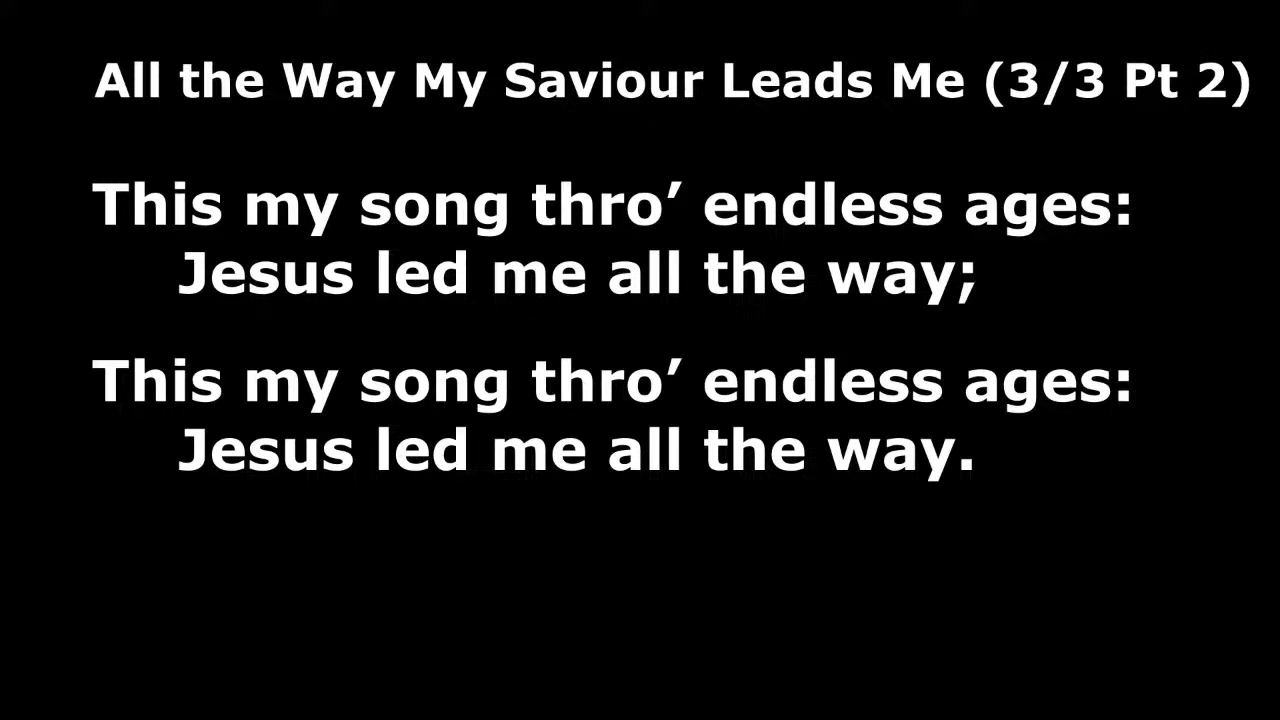 All the Way My Saviour Leads Me (3/3 Pt 2)
This my song thro’ endless ages:
Jesus led me all the way;
This my song thro’ endless ages:
Jesus led me all the way.